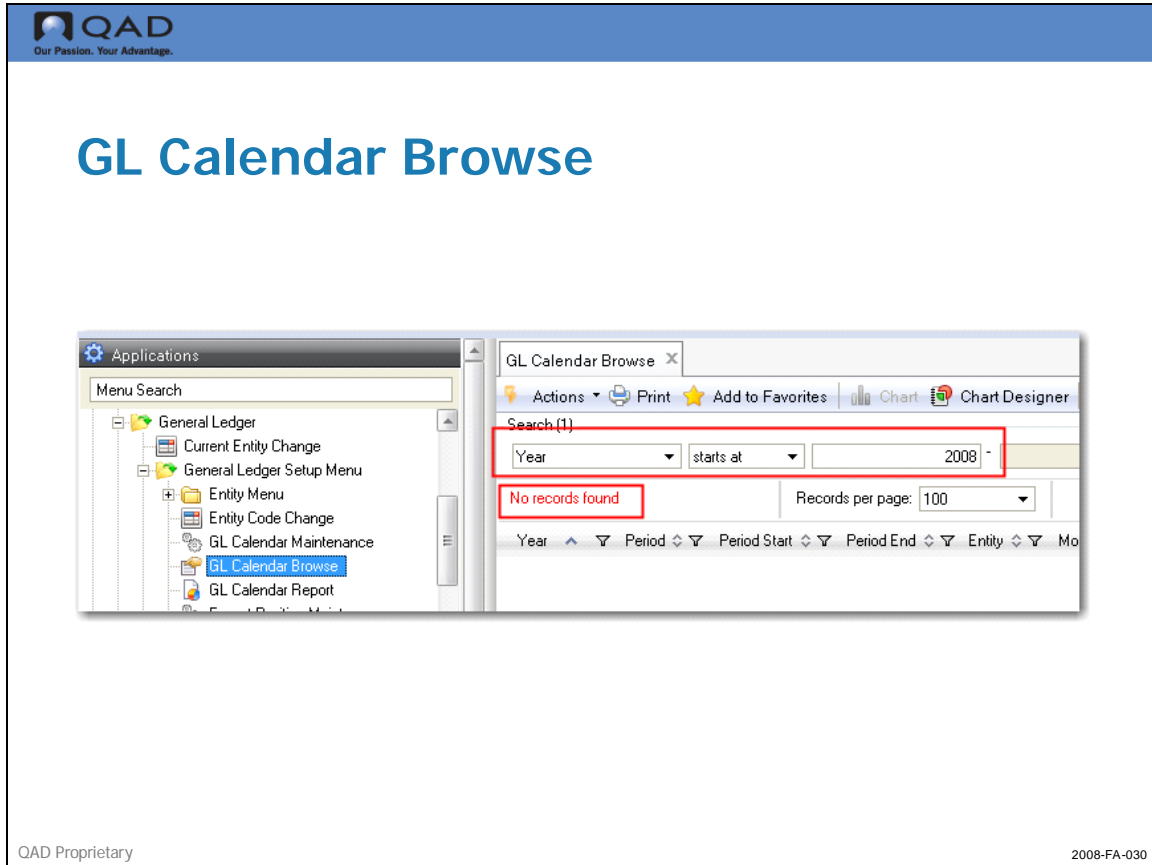 QAD
Our Passion. Your Advantage.
GL Calendar Browse
Applications
Menu Search
General Ledger
Current Entity Change
General Ledger Setup Menu
Entity Menu
Entity Code Change
GL Calendar Maintenance
GL Calendar Browse
GL Calendar Report
GL Calendar Browse
Actions Print Add to Favorites Chart Chart Designer
Search (1)
Year starts at 2008 -
No records found Records per page: 100
Year Period Period Start Period End Entity Mo
QAD Proprietary
2008-FA-030